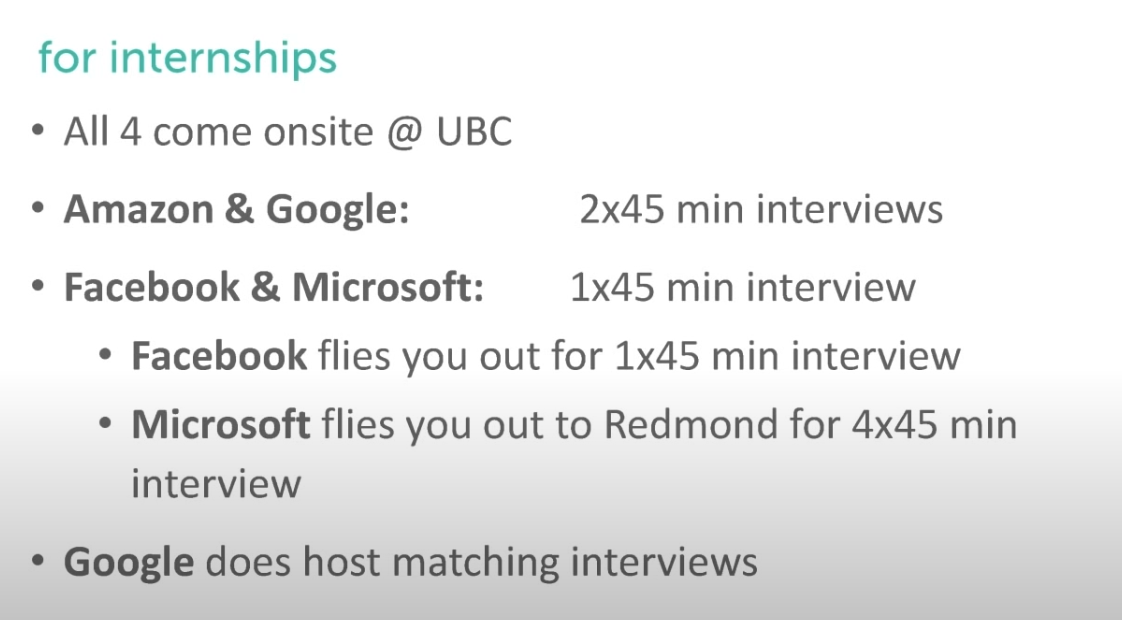 for internships
• All 4 come onsite @ UBC
• Amazon & Google: 2x45 min interviews
• Facebook & Microsoft: 1x45 min interview
• Facebook flies you out for 1x45 min interview
• Microsoft flies you out to Redmond for 4x45 min
interview
• Google does host matching interviews